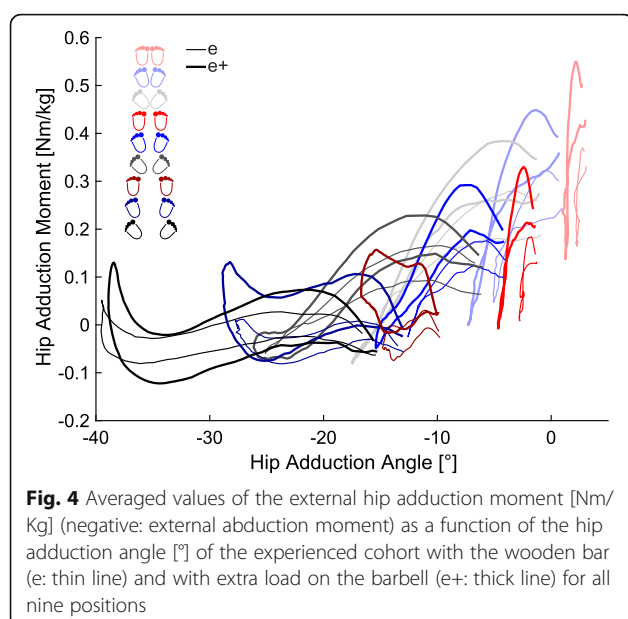 0.6
0.5
0.4
0.3
0.2
0.1
0
-0.1
-0.2
Hip Adduction Moment [Nm/kg]
e
e+
-40 -30 -20 -10 0
Hip Adduction Angle [°]
Fig. 4 Averaged values of the external hip adduction moment [Nm/
Kg] (negative: external abduction moment) as a function of the hip
adduction angle [°] of the experienced cohort with the wooden bar
(e: thin line) and with extra load on the barbell (e+: thick line) for all
nine positions